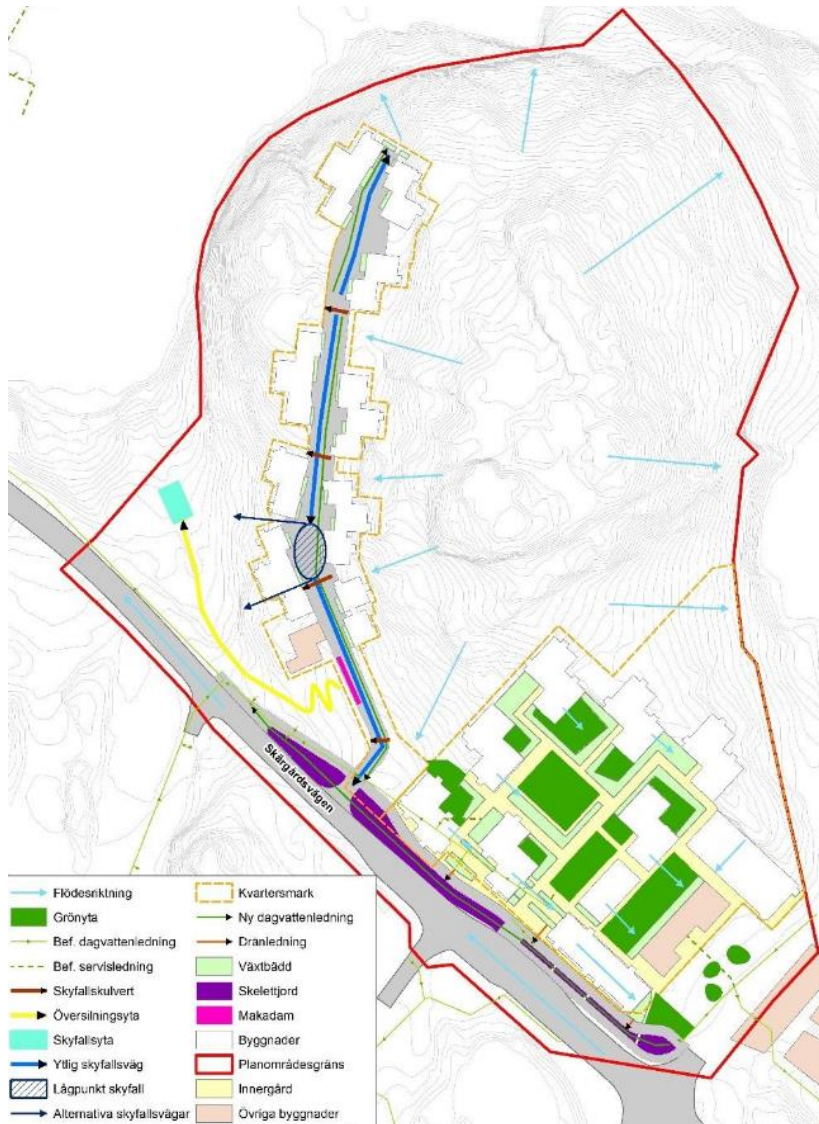 Skärgårdsvägen
Flödesriktning
Grönyta
Bef. dagvattenledning
Bef. servisledning
Skyfallskulvert
Översilningsyta
Skyfallsyta
Ytlig skyfallsväg
Lågpunkt skyfall
Alternativa skyfallsvägar
Kvartersmark
Ny dagvattenledning
Dränledning
Växtbädd
Skelettjord
Makadam
Byggnader
Planområdesgräns
Innergård
Övriga byggnader